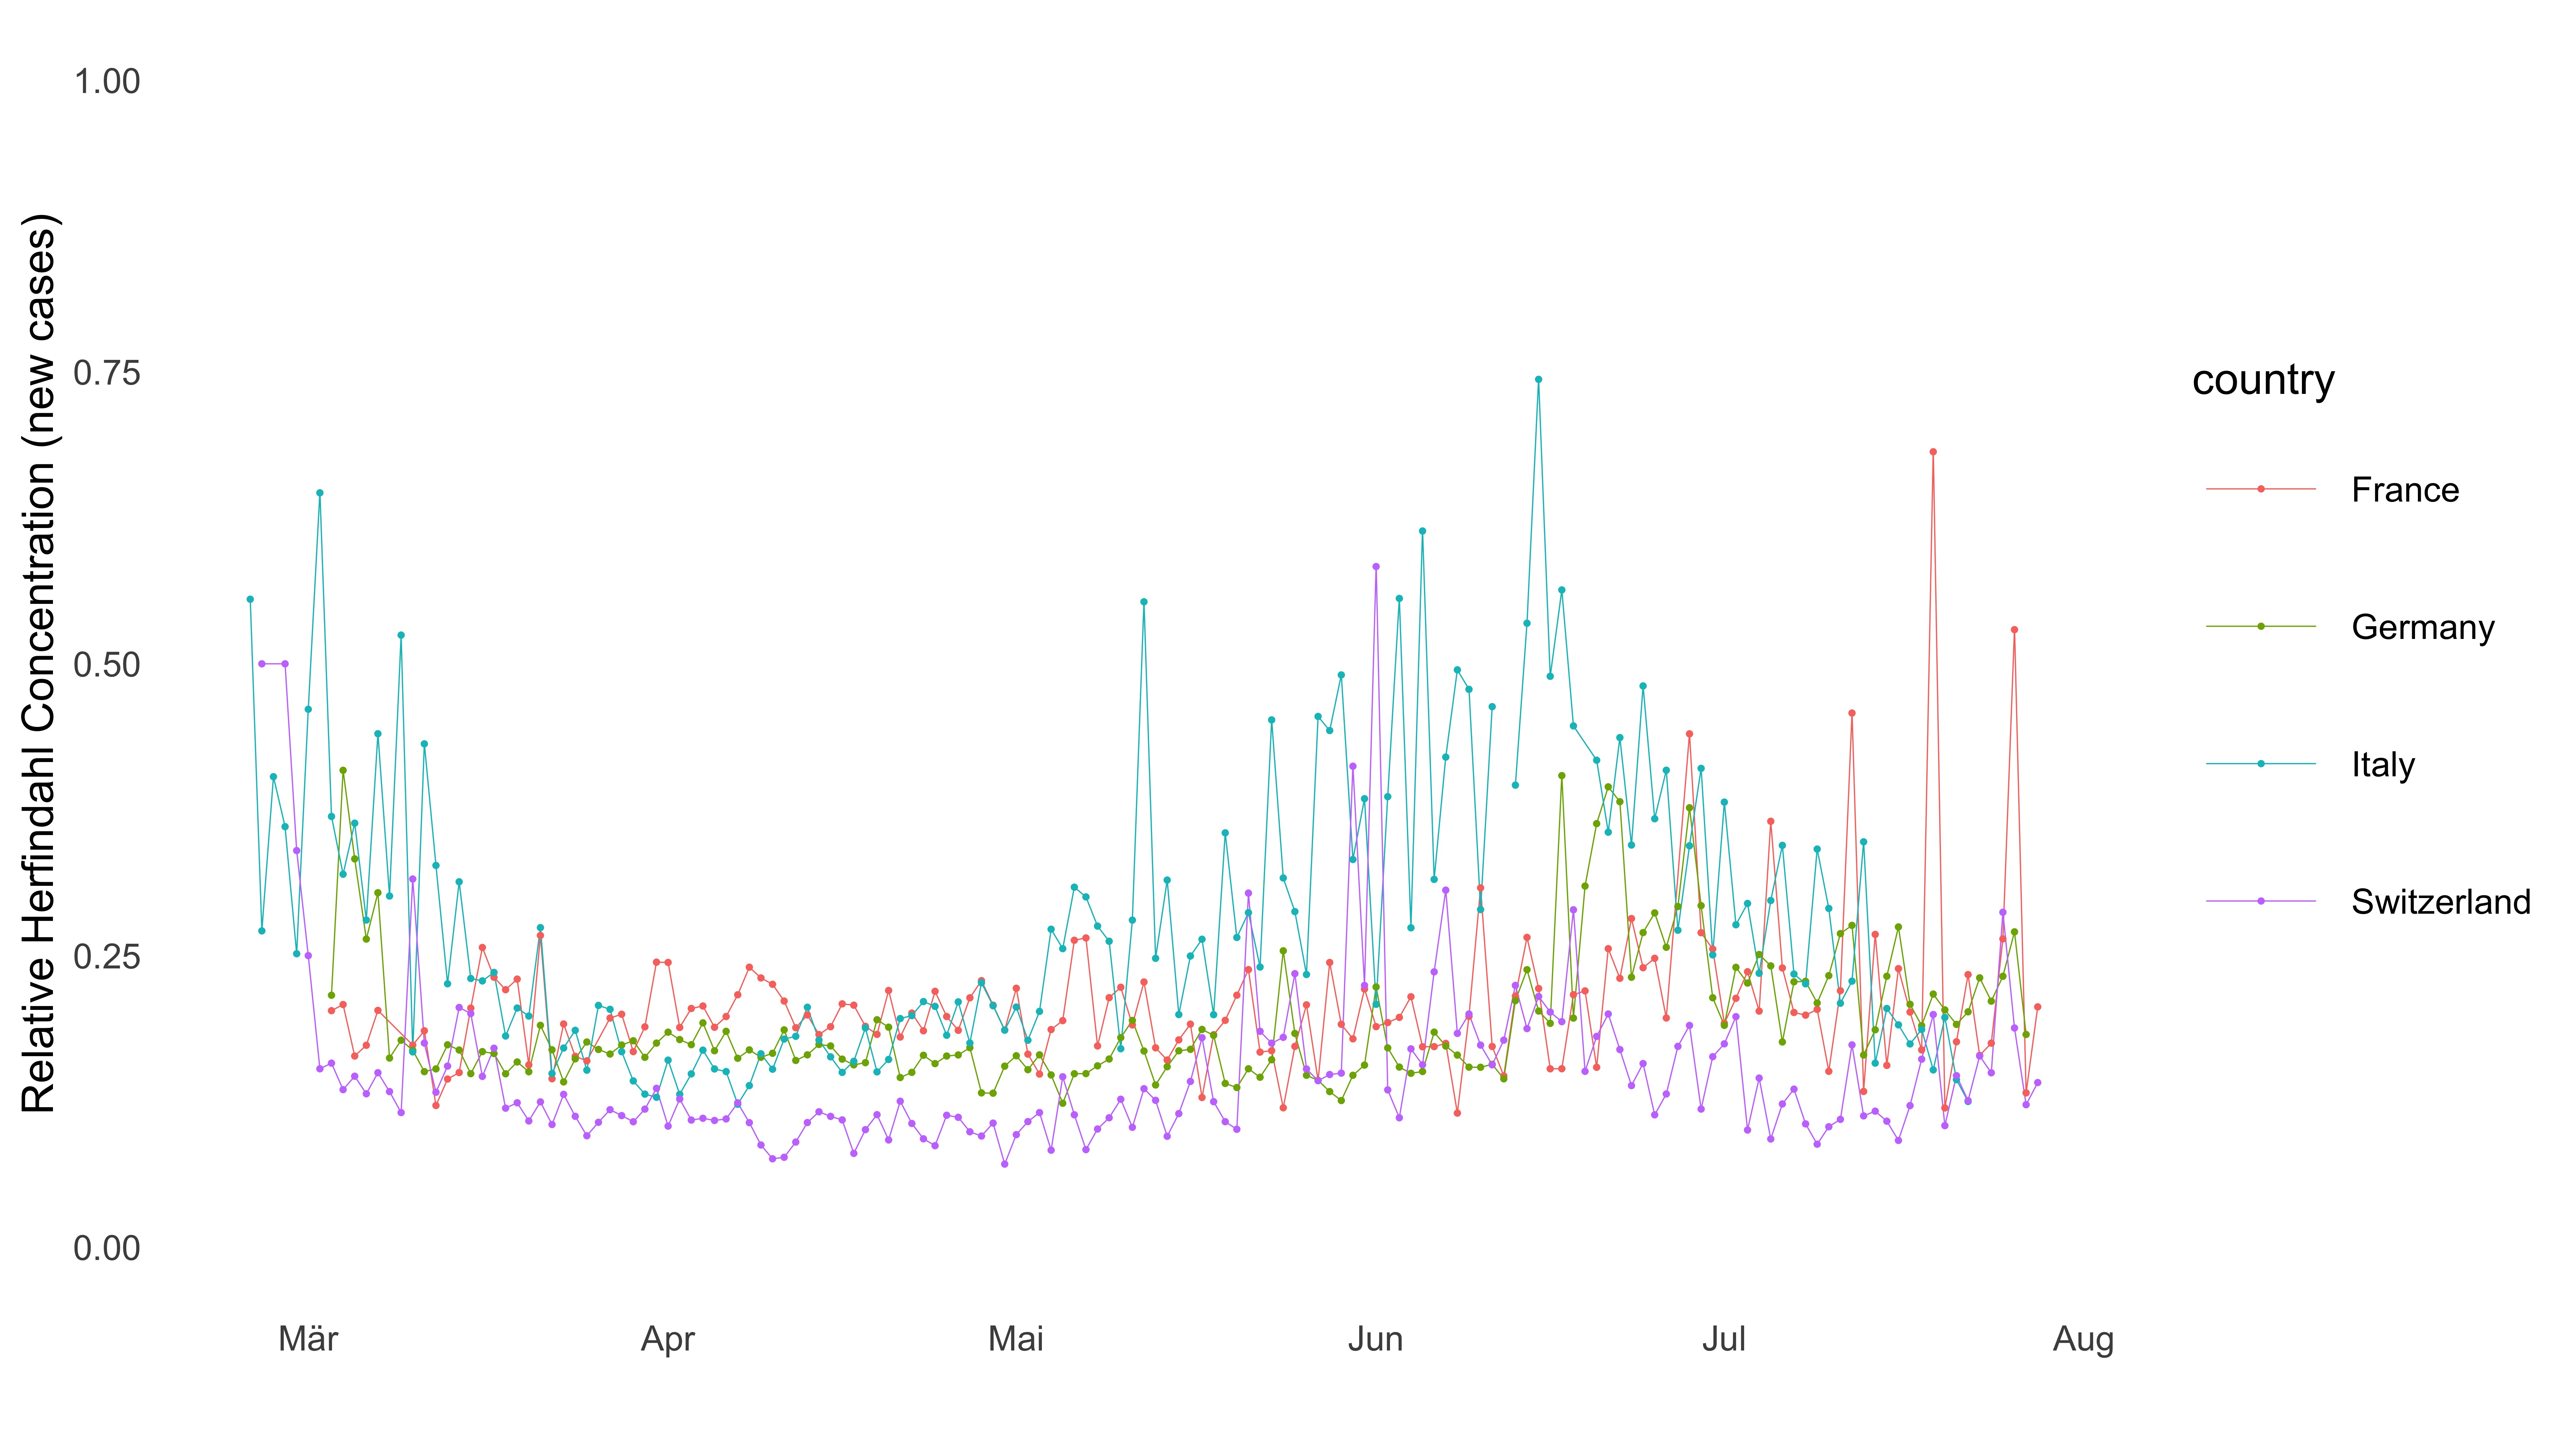 Relative Herfindahl Concentration (new cases)
1.00
0.75
0.50
0.25
0.00
Mär
Apr
Mai
Jun
Jul
Aug
country
France
Germany
Italy
Switzerland